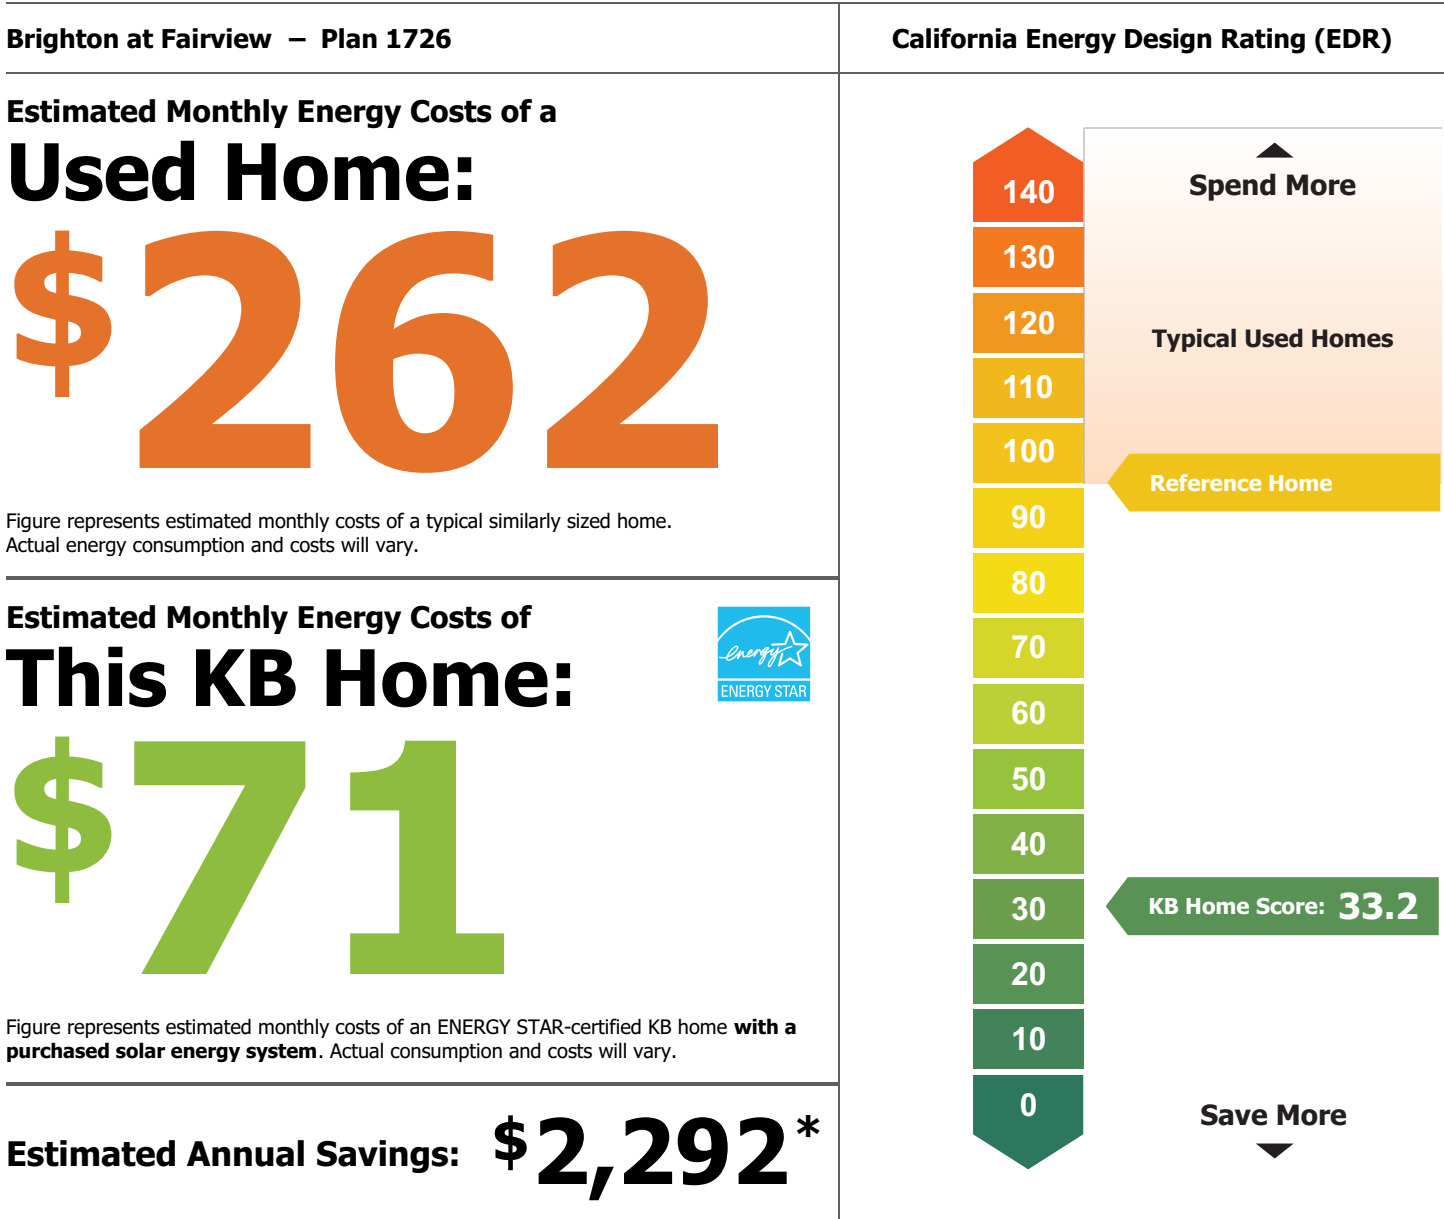 Brighton at Fairview – Plan 1726
Estimated Monthly Energy Costs of a
Used Home:
$262
Figure represents estimated monthly costs of a typical similarly sized home.
Actual energy consumption and costs will vary.
Estimated Monthly Energy Costs of
This KB Home:
energy
ENERGY STAR
$71
Figure represents estimated monthly costs of an ENERGY STAR-certified KB home with a
purchased solar energy system. Actual consumption and costs will vary.
Estimated Annual Savings: $2,292*
California Energy Design Rating (EDR)
140
130
120
110
100
90
80
70
60
50
40
30
20
10
0
Spend More
Typical Used Homes
Reference Home
KB Home Score: 33.2
Save More